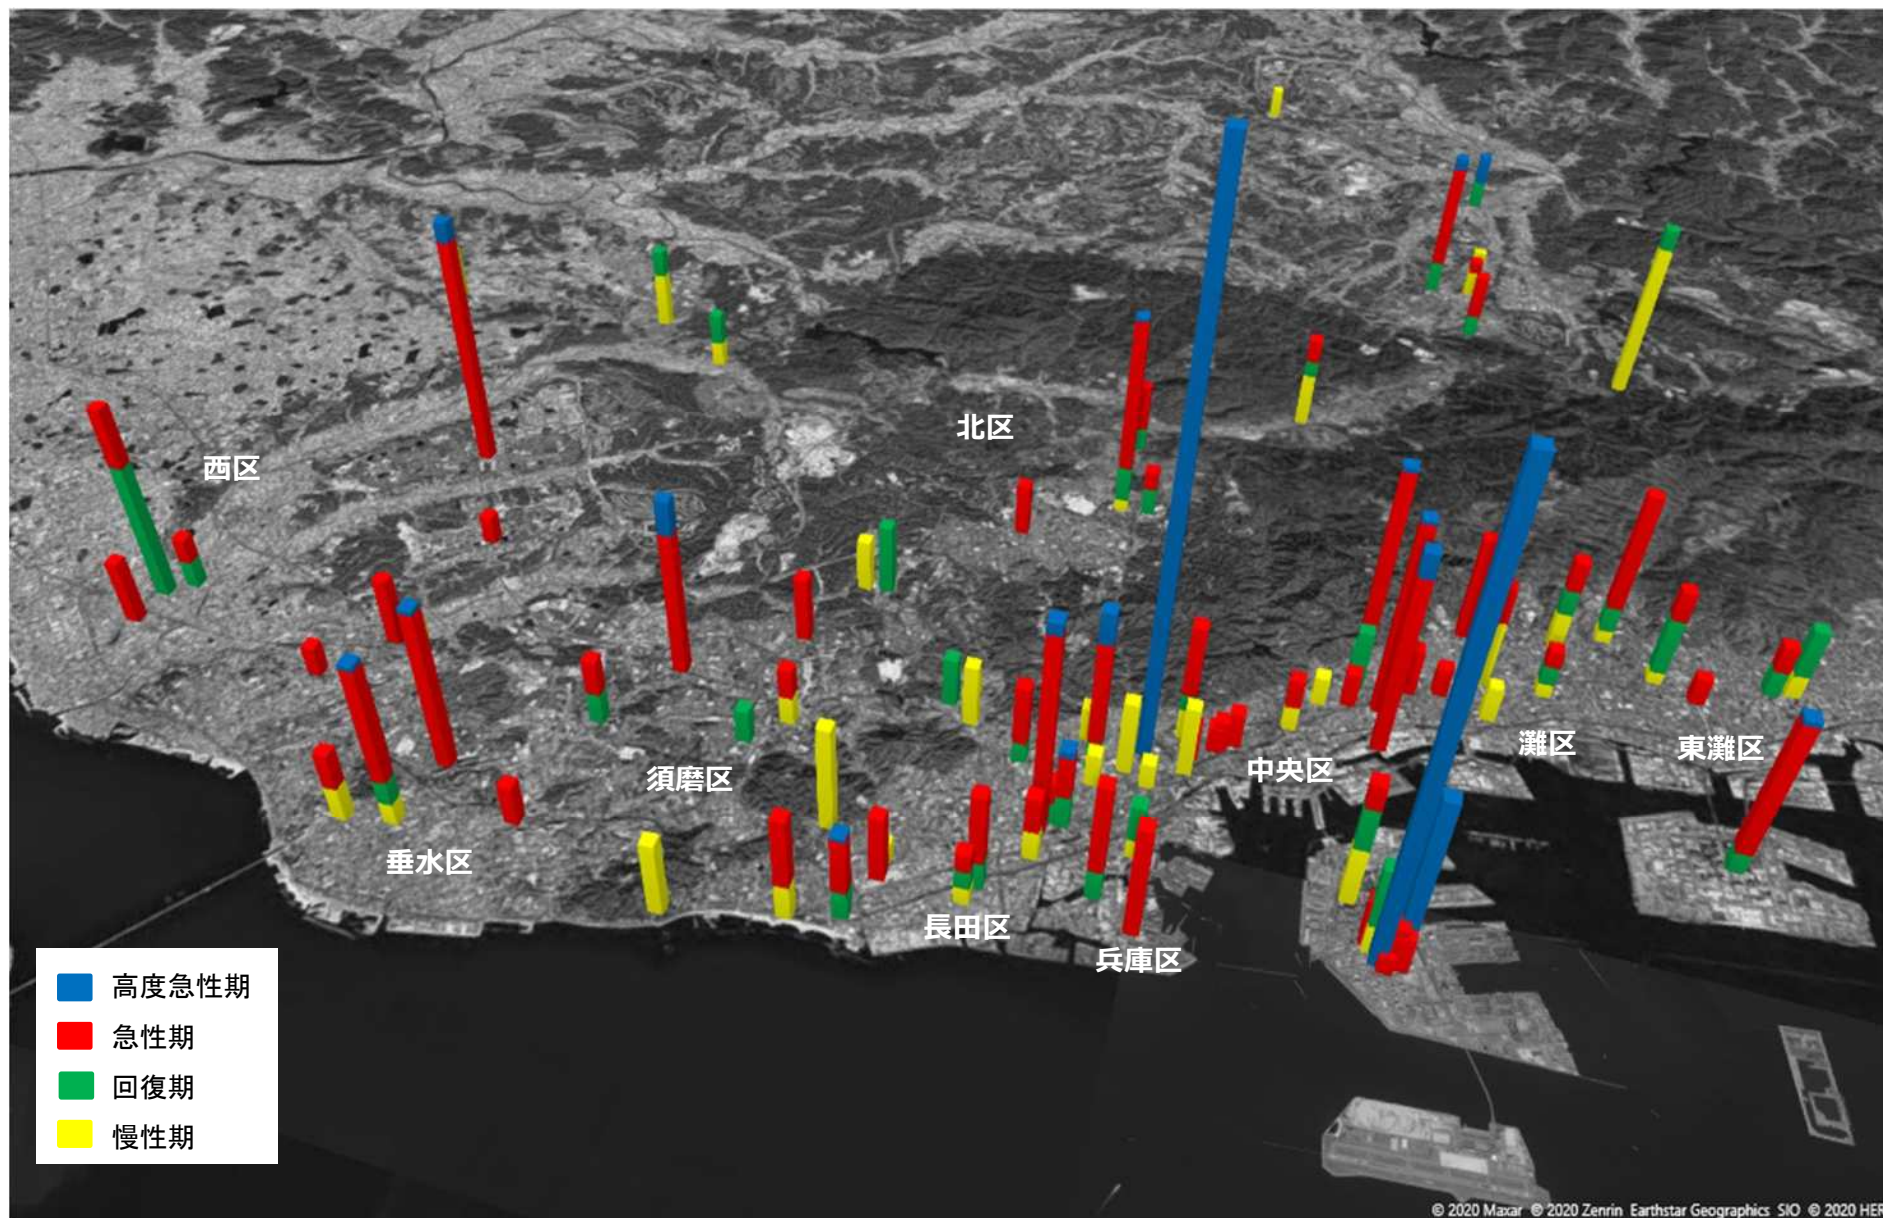 北区
西区
灘区
東灘区
中央区
須磨区
垂水区
長田区
兵庫区
高度急性期
急性期
回復期
慢性期
© 2020 Maxar © 2020 Zenrin Earthstar Geographics SIO © 2020 HER